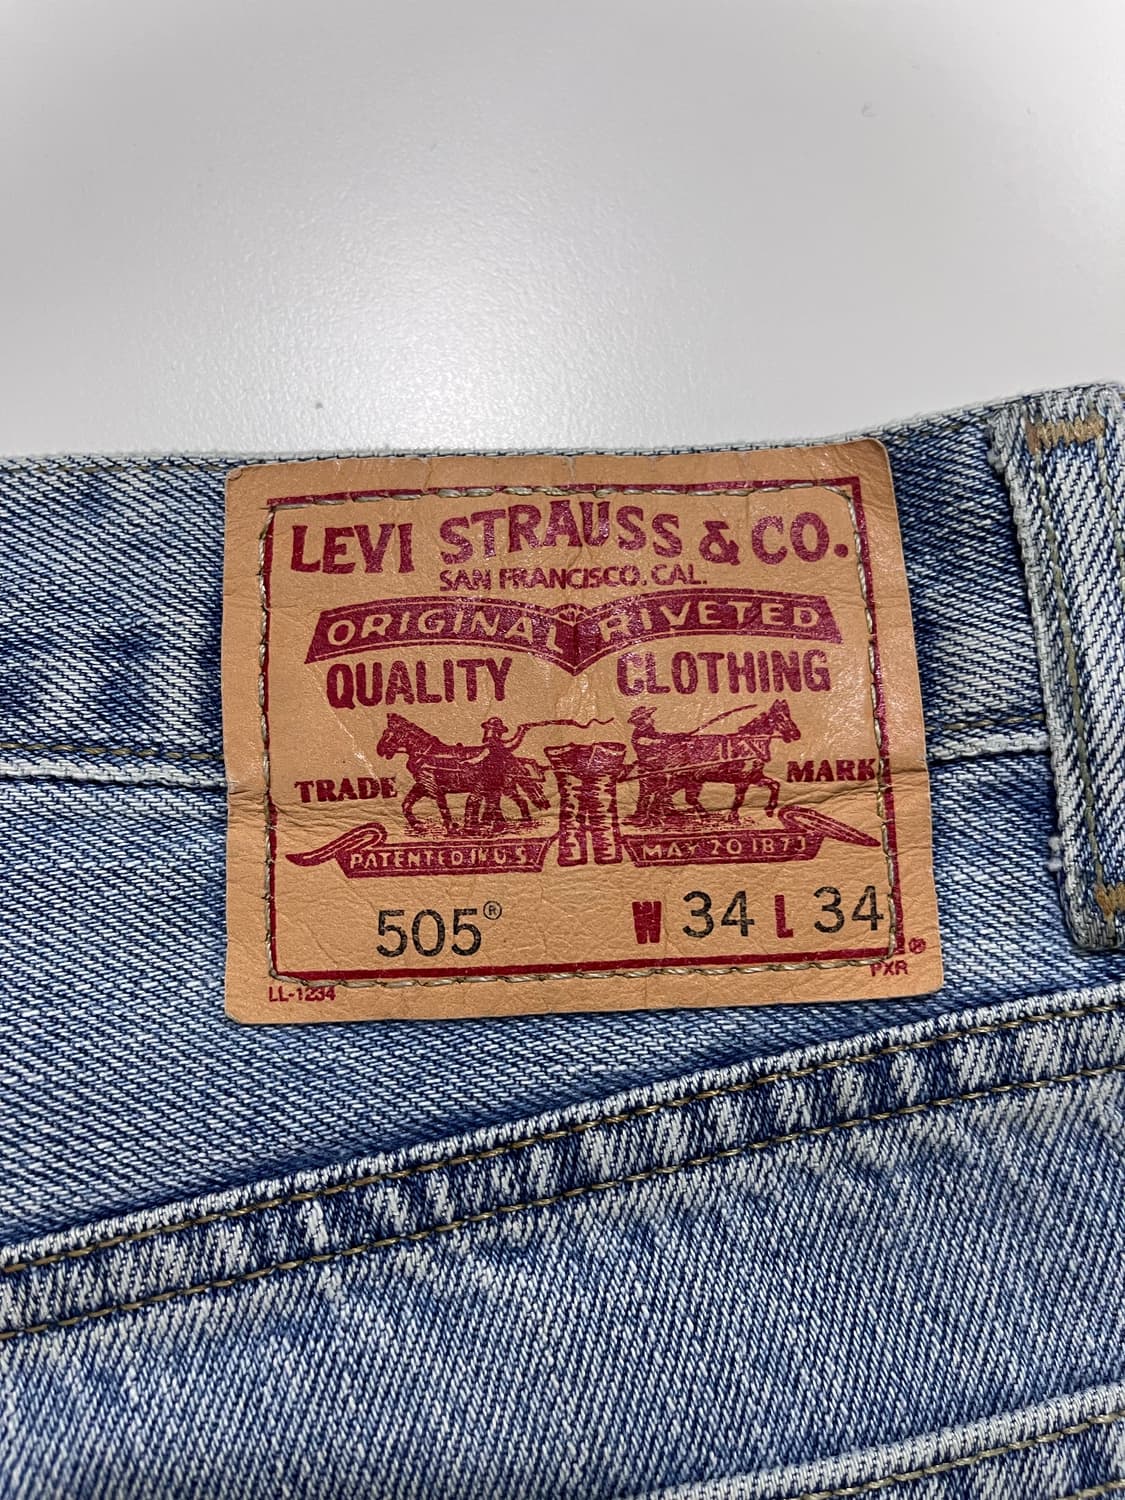 LEVI STRAUSS & CO.
SAN FRANCISCO, CAL.
ORIGINAL RIVETED
QUALITY CLOTHING
TRADE MARK
PATENTED IN U.S. MAY 20 1873
505® W 34 L 34
®
LL-1234 PXR